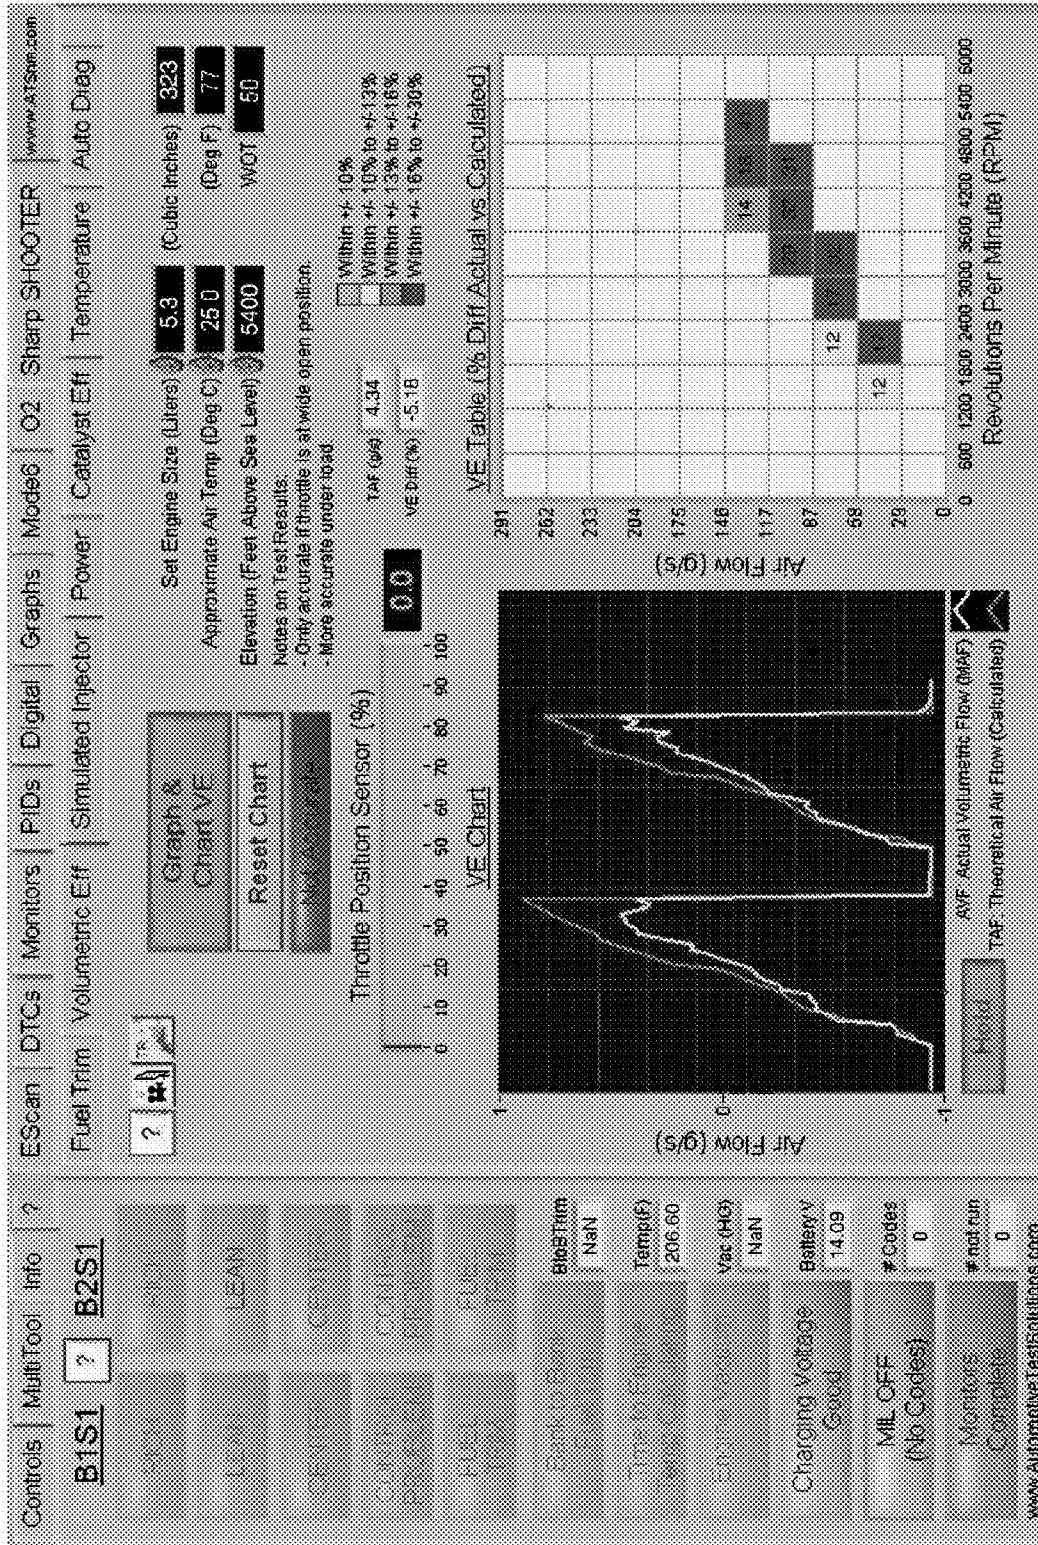 Controls MultiTool Info ? EScan DTCs Monitors PIDs Digital Graphs Mode6 O2 Sharp SHOOTER www.ATSnm.com
B1S1 ? B2S1
Fuel Trim Volumetric Eff Simulated Injector Power Catalyst Eff Temperature Auto Diag
LEAN
BtoBTrim
NaN
Temp(F)
206.60
Vac (HG)
NaN
Charging Voltage
Good
Battery V
14.09
MIL OFF
(No Codes)
# Codes
0
Monitors
Complete
# not run
0
www.AutomotiveTestSolutions.com
?
Graph &
Chart VE
Reset Chart
Not Accurate
Set Engine Size (Liters) 5.3 (Cubic Inches) 323
Approximate Air Temp (Deg C) 25.0 (Deg F) 77
Elevation (Feet Above Sea Level) 5400 WOT 50
Notes on Test Results:
- Only accurate if throttle is at wide open position.
- More accurate under load
Throttle Position Sensor (%)
0 10 20 30 40 50 60 70 80 90 100
0.0
TAF (g/s) 4.34
VE Diff (%) -5.18
Within +/- 10%
Within +/- 10% to +/- 13%
Within +/- 13% to +/- 16%
Within +/- 16% to +/- 30%
VE Chart
Air Flow (g/s)
1
0
-1
Hold
AVF Actual Volumetric Flow (MAF)
TAF Theoretical Air Flow (Calculated)
VE Table (% Diff Actual vs Calculated)
Air Flow (g/s)
291
262
233
204
175
146
117
87
58
29
0
14
12
12
0 600 1200 1800 2400 3000 3600 4200 4800 5400 6000
Revolutions Per Minute (RPM)